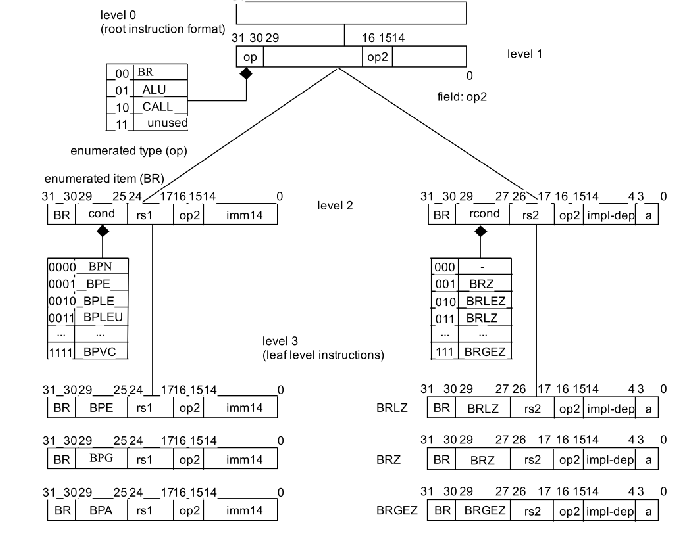 level 0
(root instruction format)
31 30 29 16 1514
op op2 level 1
0
field: op2
00 BR
01 ALU
10 CALL
11 unused
enumerated type (op)
enumerated item (BR)
31 30 29 25 24 17 16 15 14 0
BR cond rs1 op2 imm14
level 2
31 30 29 27 26 17 16 15 14 4 3 0
BR rcond rs2 op2 impl-dep a
0000 BPN
0001 BPE
0010 BPLE
0011 BPLEU
... ...
1111 BPVC
000 -
001 BRZ
010 BRLEZ
011 BRLZ
... ...
111 BRGEZ
level 3
(leaf level instructions)
31 30 29 25 24 17 16 15 14 0
BR BPE rs1 op2 imm14
31 30 29 25 24 17 16 15 14 0
BR BPG rs1 op2 imm14
31 30 29 25 24 17 16 15 14 0
BR BPA rs1 op2 imm14
31 30 29 27 26 17 16 15 14 4 3 0
BRLZ BR BRLZ rs2 op2 impl-dep a
31 30 29 27 26 17 16 15 14 4 3 0
BRZ BR BRZ rs2 op2 impl-dep a
31 30 29 27 26 17 16 15 14 4 3 0
BRGEZ BR BRGEZ rs2 op2 impl-dep a